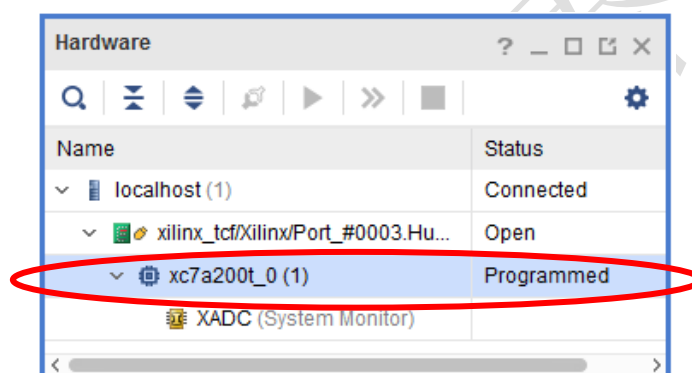 Hardware
Name Status
localhost (1) Connected
xilinx_tcf/Xilinx/Port_#0003.Hu... Open
xc7a200t_0 (1) Programmed
XADC (System Monitor)